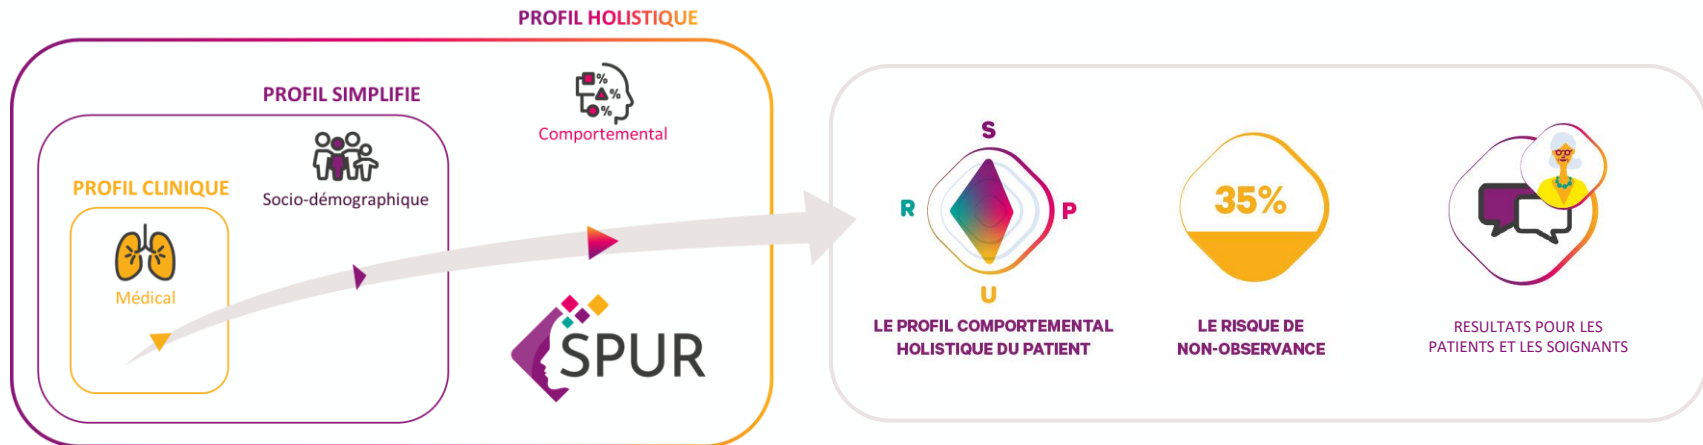 PROFIL HOLISTIQUE
PROFIL SIMPLIFIE
%
%
%
Comportemental
Socio-démographique
PROFIL CLINIQUE
Médical
SPUR
S
R
P
U
LE PROFIL COMPORTEMENTAL
HOLISTIQUE DU PATIENT
35%
LE RISQUE DE
NON-OBSERVANCE
RESULTATS POUR LES
PATIENTS ET LES SOIGNANTS